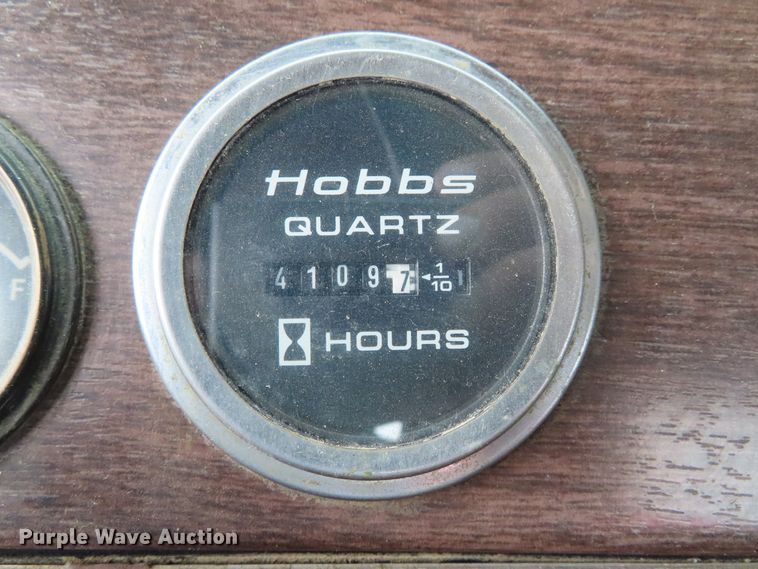 Hobbs
QUARTZ
41097 1/10
HOURS
F
Purple Wave Auction